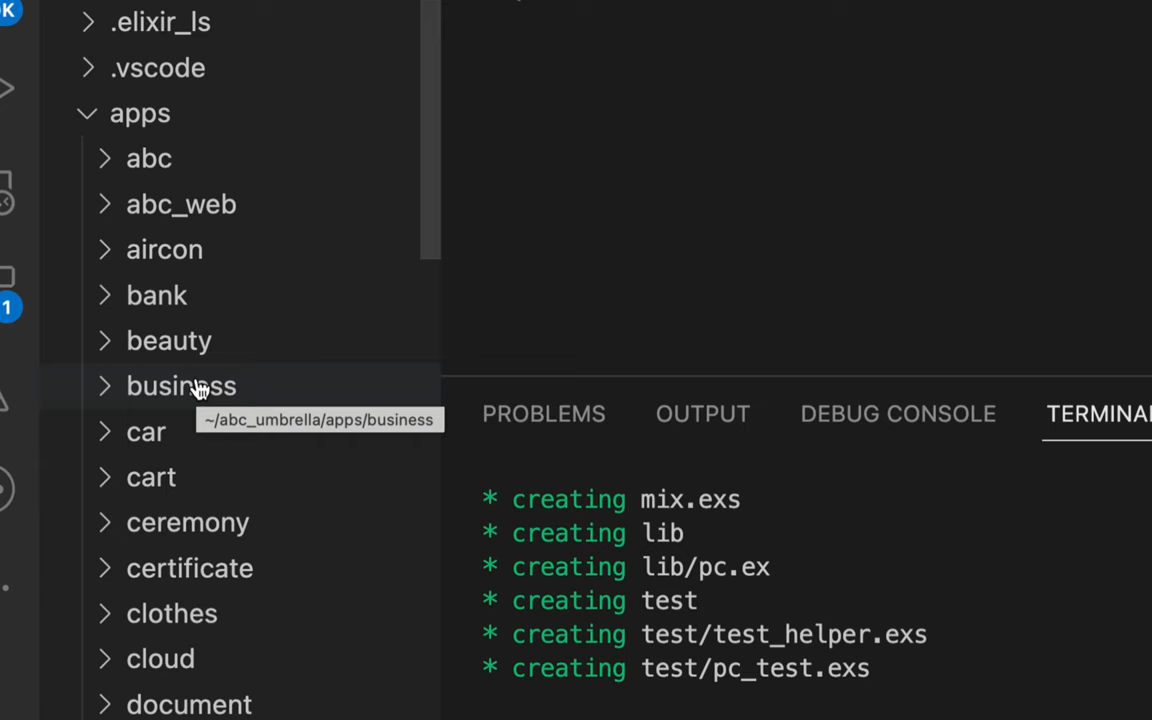 K
.elixir_ls
.vscode
apps
abc
abc_web
aircon
bank
beauty
business
~/abc_umbrella/apps/business
car
cart
ceremony
certificate
clothes
cloud
document
1
PROBLEMS OUTPUT DEBUG CONSOLE TERMINA
* creating mix.exs
* creating lib
* creating lib/pc.ex
* creating test
* creating test/test_helper.exs
* creating test/pc_test.exs